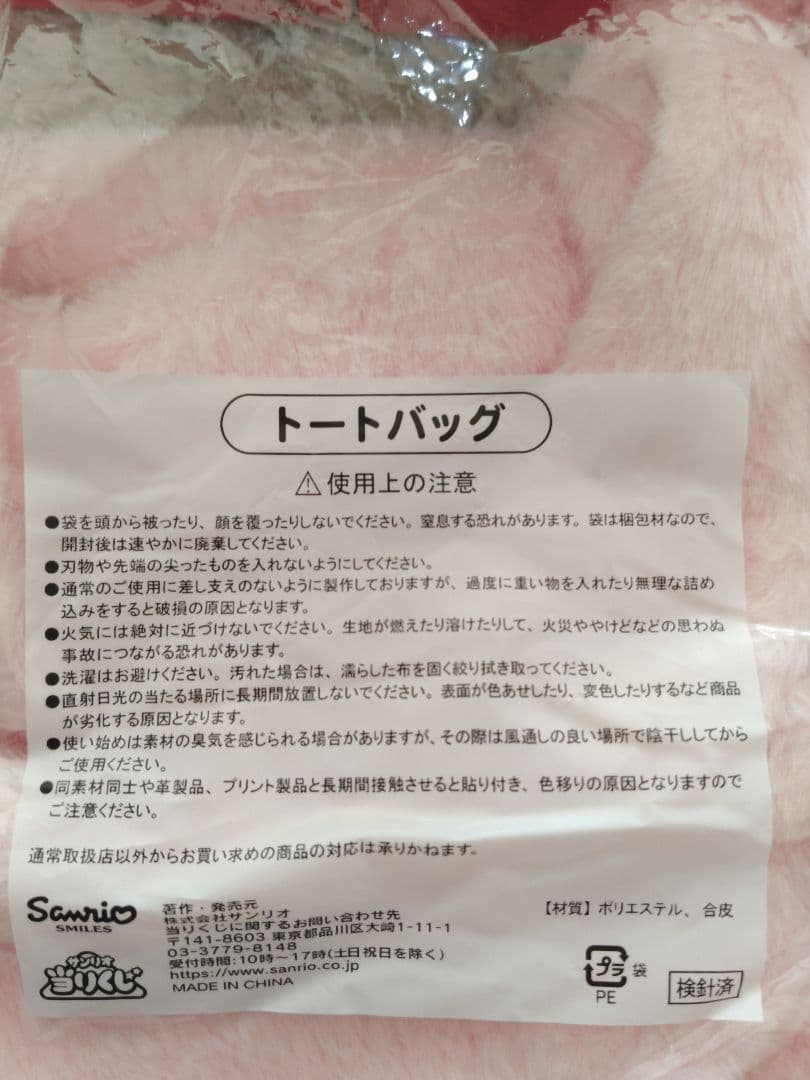 トートバッグ
⚠使用上の注意
●袋を頭から被ったり、顔を覆ったりしないでください。窒息する恐れがあります。袋は梱包材なので、
開封後は速やかに廃棄してください。
●刃物や先端の尖ったものを入れないようにしてください。
●通常のご使用に差し支えのないように製作しておりますが、過度に重い物を入れたり無理な詰め
込みをすると破損の原因となります。
●火気には絶対に近づけないでください。生地が燃えたり溶けたりして、火災ややけどなどの思わぬ
事故につながる恐れがあります。
●洗濯はお避けください。汚れた場合は、濡らした布を固く絞り拭き取ってください。
●直射日光の当たる場所に長期間放置しないでください。表面が色あせしたり、変色したりするなど商品
が劣化する原因となります。
●使い始めは素材の臭気を感じられる場合がありますが、その際は風通しの良い場所で陰干ししてから
ご使用ください。
●同素材同士や革製品、プリント製品と長期間接触させると貼り付き、色移りの原因となりますので
ご注意ください。
通常取扱店以外からお買い求めの商品の対応は承りかねます。
Sanrio
SMILES
サンリオ
当りくじ
著作・発売元
株式会社サンリオ
当りくじに関するお問い合わせ先
〒141-8603 東京都品川区大崎1-11-1
03-3779-8148
受付時間:10時～17時(土日祝日を除く)
https://www.sanrio.co.jp
MADE IN CHINA
【材質】ポリエステル、合皮
プラ 袋
PE
検針済